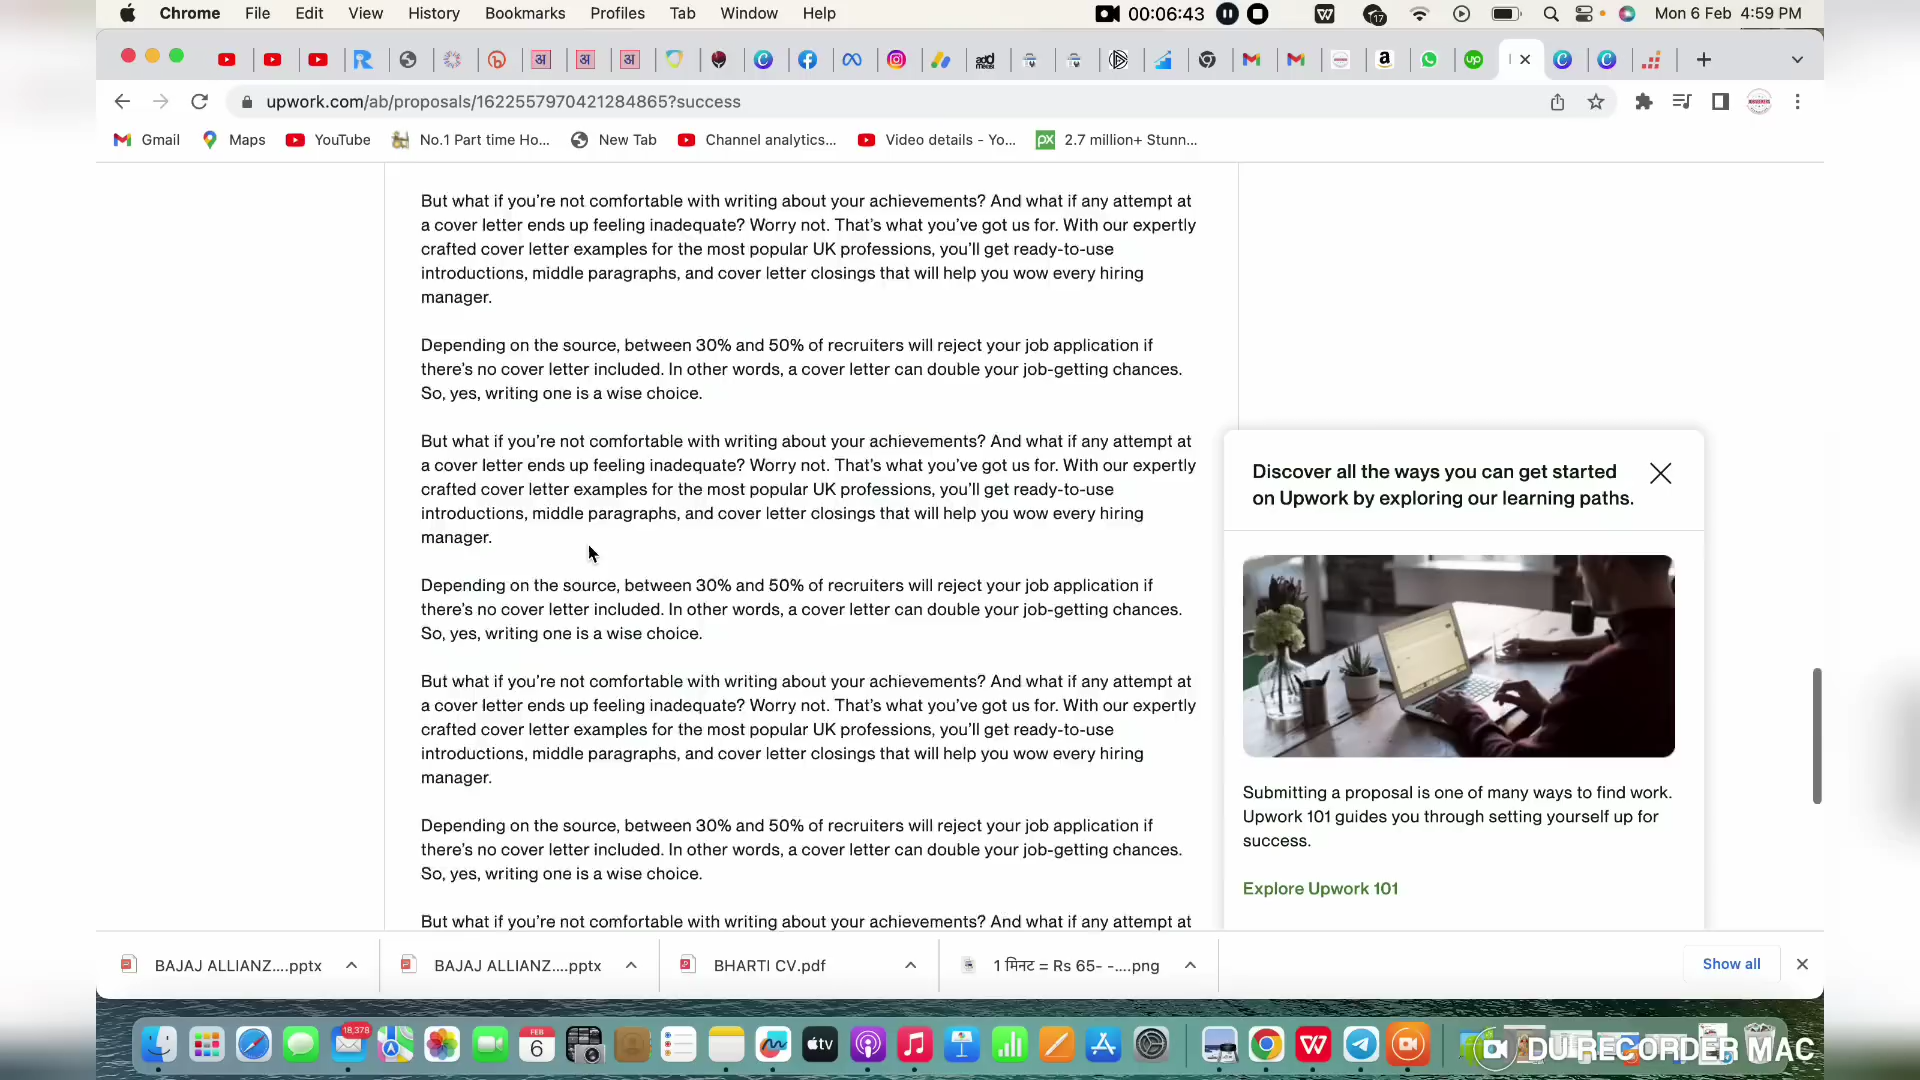 Chrome File Edit View History Bookmarks Profiles Tab Window Help 00:06:43 17 Mon 6 Feb 4:59 PM
upwork.com/ab/proposals/1622557970421284865?success
Gmail Maps YouTube No.1 Part time Ho... New Tab Channel analytics... Video details - Yo... 2.7 million+ Stunn...
But what if you’re not comfortable with writing about your achievements? And what if any attempt at
a cover letter ends up feeling inadequate? Worry not. That’s what you’ve got us for. With our expertly
crafted cover letter examples for the most popular UK professions, you’ll get ready-to-use
introductions, middle paragraphs, and cover letter closings that will help you wow every hiring
manager.
Depending on the source, between 30% and 50% of recruiters will reject your job application if
there’s no cover letter included. In other words, a cover letter can double your job-getting chances.
So, yes, writing one is a wise choice.
But what if you’re not comfortable with writing about your achievements? And what if any attempt at
a cover letter ends up feeling inadequate? Worry not. That’s what you’ve got us for. With our expertly
crafted cover letter examples for the most popular UK professions, you’ll get ready-to-use
introductions, middle paragraphs, and cover letter closings that will help you wow every hiring
manager.
Depending on the source, between 30% and 50% of recruiters will reject your job application if
there’s no cover letter included. In other words, a cover letter can double your job-getting chances.
So, yes, writing one is a wise choice.
But what if you’re not comfortable with writing about your achievements? And what if any attempt at
a cover letter ends up feeling inadequate? Worry not. That’s what you’ve got us for. With our expertly
crafted cover letter examples for the most popular UK professions, you’ll get ready-to-use
introductions, middle paragraphs, and cover letter closings that will help you wow every hiring
manager.
Depending on the source, between 30% and 50% of recruiters will reject your job application if
there’s no cover letter included. In other words, a cover letter can double your job-getting chances.
So, yes, writing one is a wise choice.
But what if you’re not comfortable with writing about your achievements? And what if any attempt at
Discover all the ways you can get started
on Upwork by exploring our learning paths.
Submitting a proposal is one of many ways to find work.
Upwork 101 guides you through setting yourself up for
success.
Explore Upwork 101
BAJAJ ALLIANZ....pptx BAJAJ ALLIANZ....pptx BHARTI CV.pdf 1 मिनट = Rs 65- -....png Show all
18,378
FEB
6
tv
DU RECORDER MAC